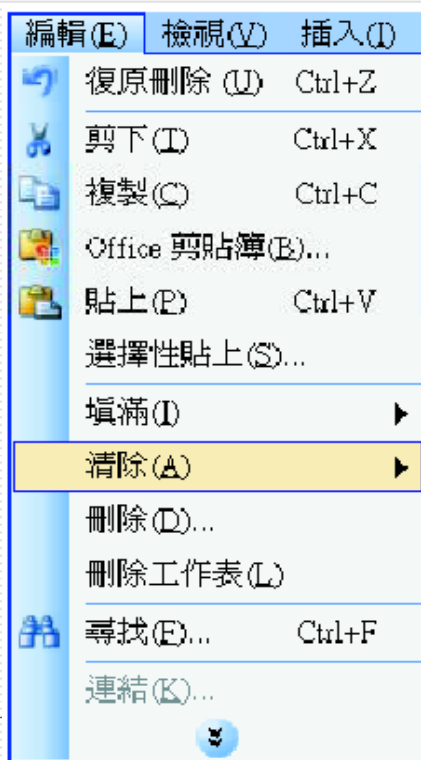 編輯(E) 檢視(V) 插入(I)
復原刪除 (U) Ctrl+Z
剪下(T) Ctrl+X
複製(C) Ctrl+C
Office 剪貼簿(B)...
貼上(P) Ctrl+V
選擇性貼上(S)...
填滿(I)
清除(A)
刪除(D)...
刪除工作表(L)
尋找(F)... Ctrl+F
連結(K)...